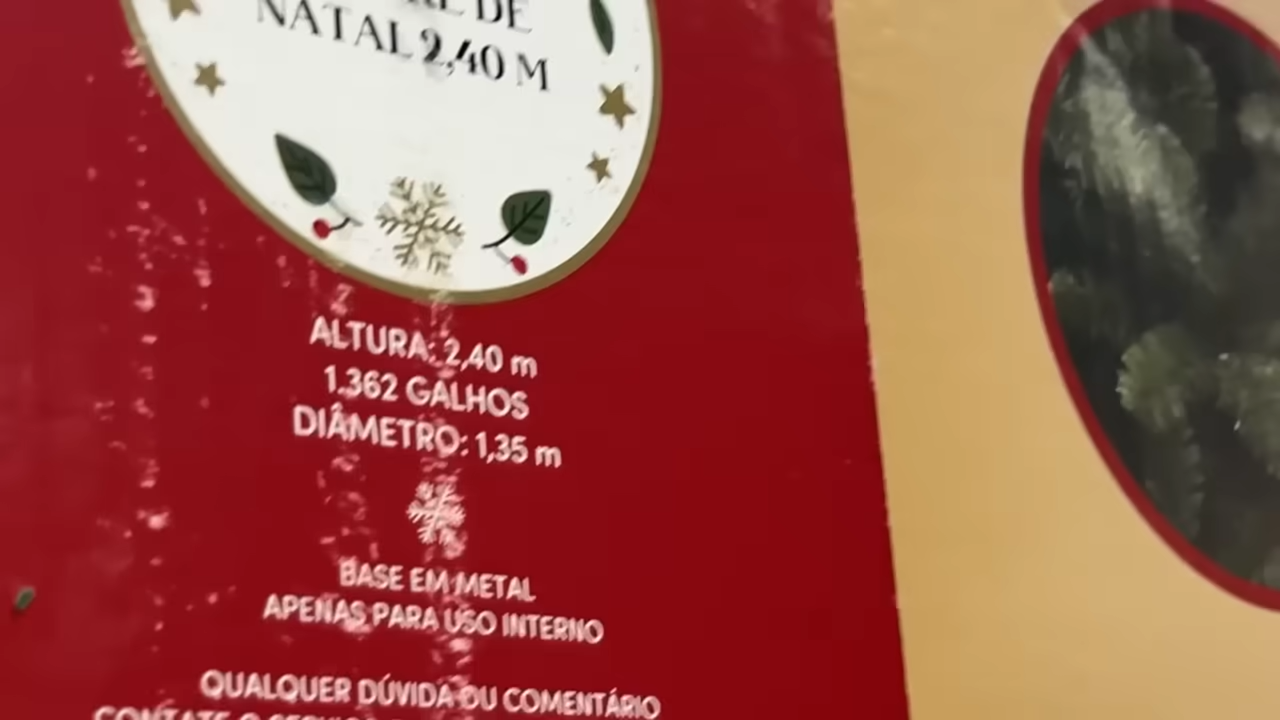 DE
NATAL 2,40 M
ALTURA: 2,40 m
1.362 GALHOS
DIÂMETRO: 1,35 m
BASE EM METAL
APENAS PARA USO INTERNO
QUALQUER DÚVIDA OU COMENTÁRIO
CONTATE O